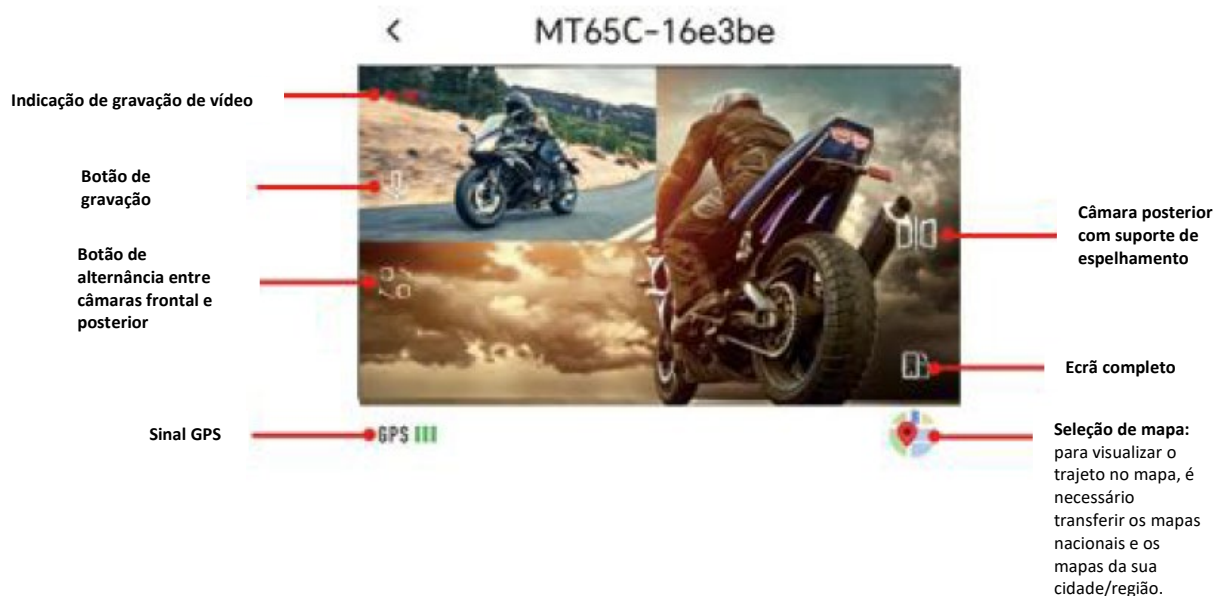 MT65C-16e3be
Indicação de gravação de vídeo
Botão de
gravação
Botão de
alternância entre
câmaras frontal e
posterior
Câmara posterior
com suporte de
espelhamento
Ecrã completo
Sinal GPS
GPS
Seleção de mapa:
para visualizar o
trajeto no mapa, é
necessário
transferir os mapas
nacionais e os
mapas da sua
cidade/região.